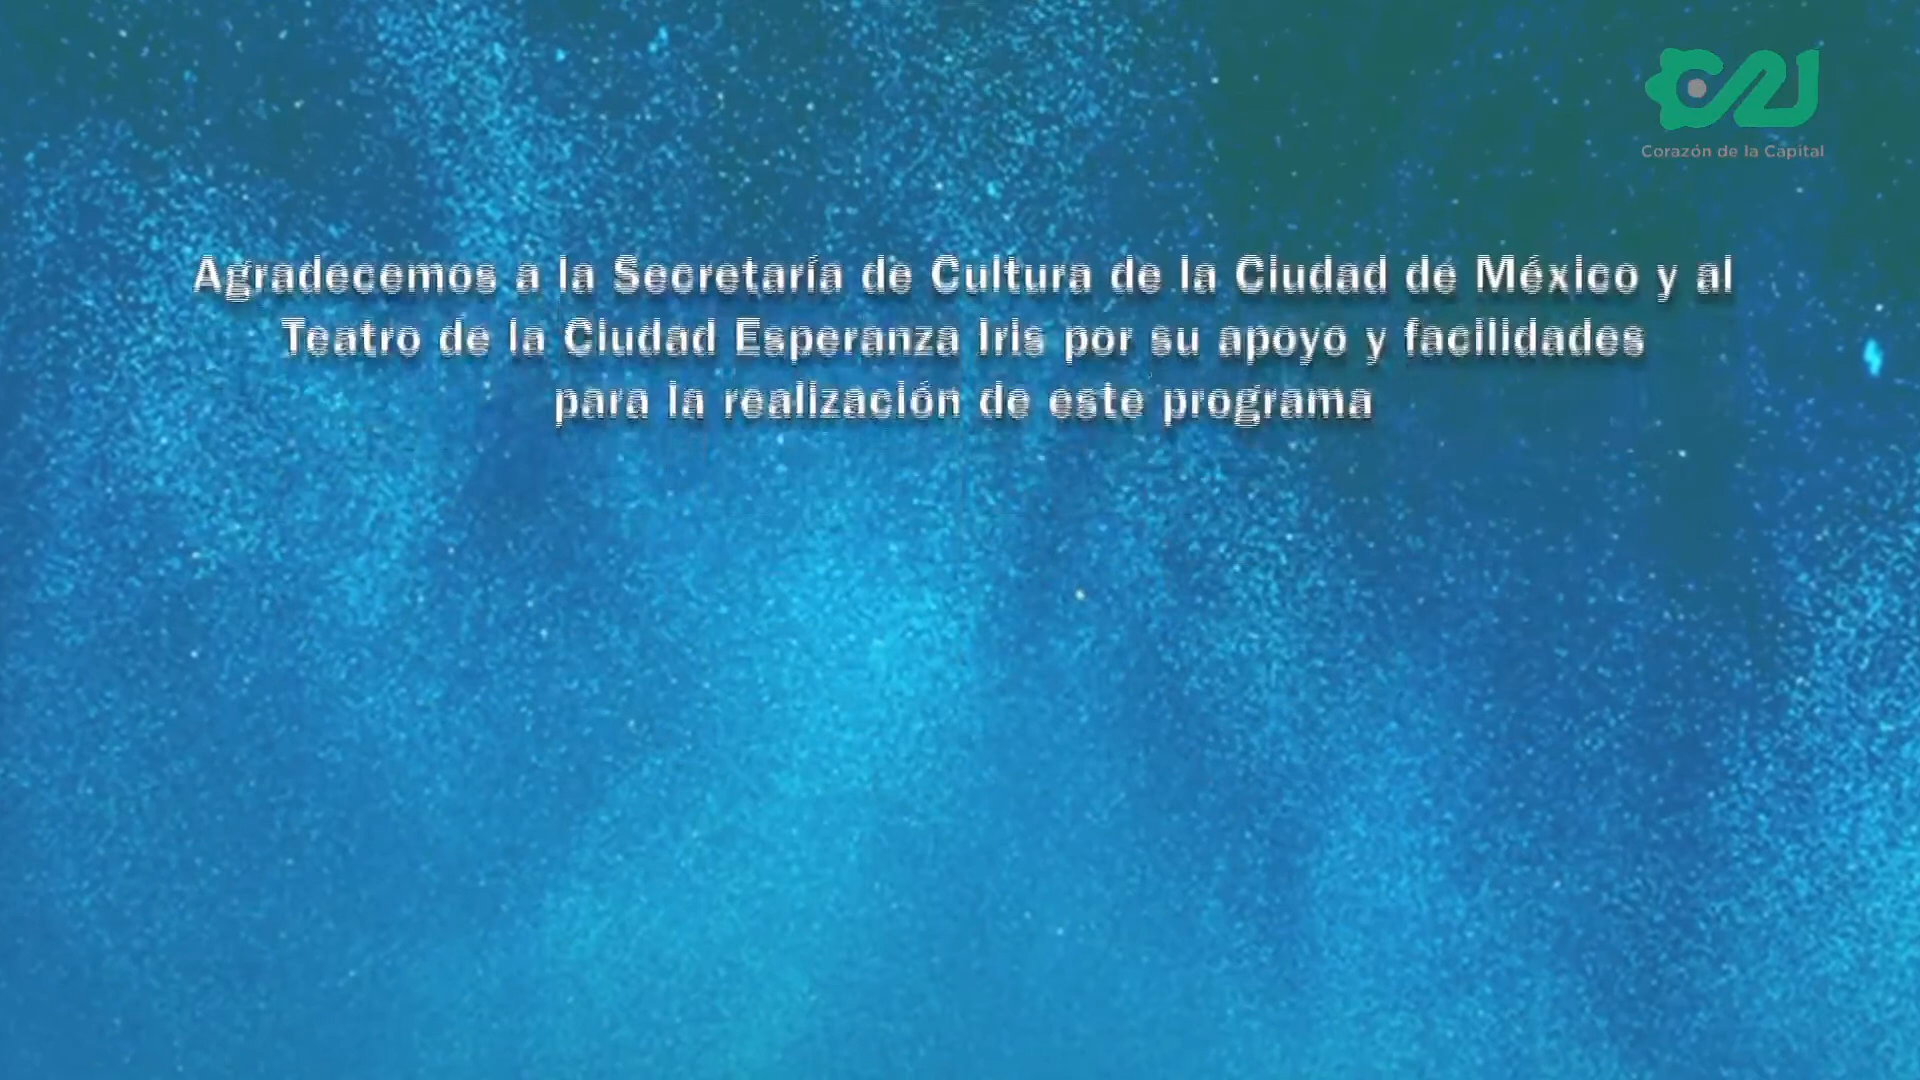 Corazón de la Capital
Agradecemos a la Secretaría de Cultura de la Ciudad de México y al
Teatro de la Ciudad Esperanza Iris por su apoyo y facilidades
para la realización de este programa